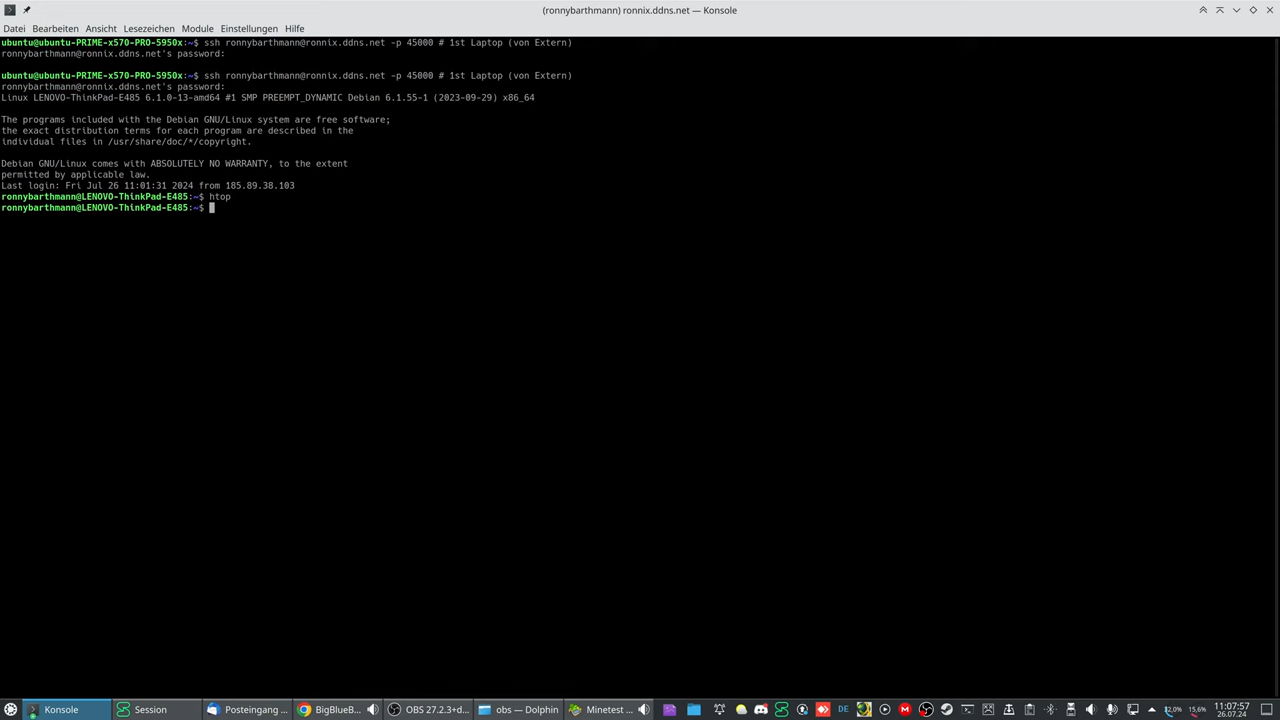 (ronnybarthmann) ronnix.ddns.net — Konsole
Datei Bearbeiten Ansicht Lesezeichen Module Einstellungen Hilfe
ubuntu@ubuntu-PRIME-x570-PRO-5950x:~$ ssh ronnybarthmann@ronnix.ddns.net -p 45000 # 1st Laptop (von Extern)
ronnybarthmann@ronnix.ddns.net's password:
ubuntu@ubuntu-PRIME-x570-PRO-5950x:~$ ssh ronnybarthmann@ronnix.ddns.net -p 45000 # 1st Laptop (von Extern)
ronnybarthmann@ronnix.ddns.net's password:
Linux LENOVO-ThinkPad-E485 6.1.0-13-amd64 #1 SMP PREEMPT_DYNAMIC Debian 6.1.55-1 (2023-09-29) x86_64
The programs included with the Debian GNU/Linux system are free software;
the exact distribution terms for each program are described in the
individual files in /usr/share/doc/*/copyright.
Debian GNU/Linux comes with ABSOLUTELY NO WARRANTY, to the extent
permitted by applicable law.
Last login: Fri Jul 26 11:01:31 2024 from 185.89.38.103
ronnybarthmann@LENOVO-ThinkPad-E485:~$ htop
ronnybarthmann@LENOVO-ThinkPad-E485:~$
Konsole Session Posteingang ... BigBlueB... OBS 27.2.3+d... obs — Dolphin Minetest ... DE 15,6% 11:07:57
26.07.24